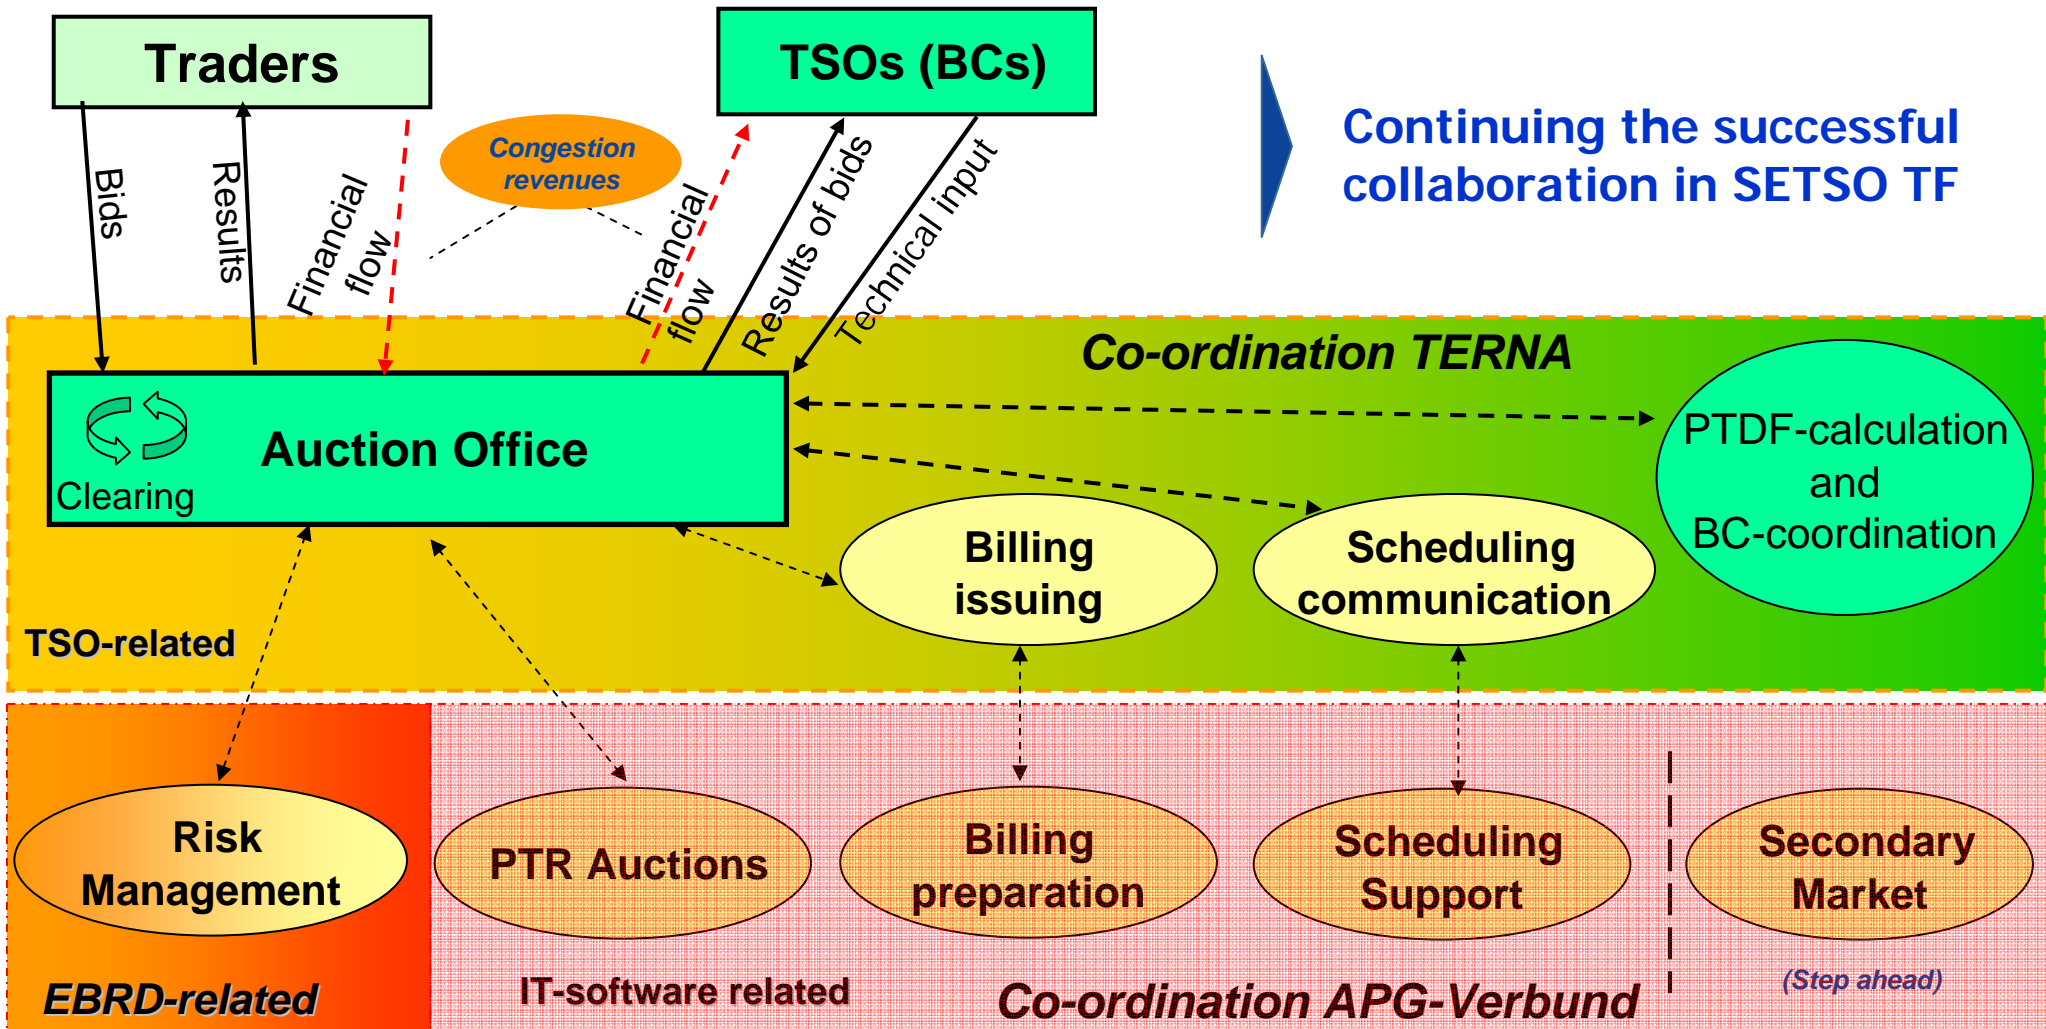 Traders
TSOs (BCs)
Continuing the successful
collaboration in SETSO TF
Congestion
revenues
Bids
Results
Financial
flow
Financial
flow
Results of bids
Technical input
Co-ordination TERNA
Auction Office
Clearing
PTDF-calculation
and
BC-coordination
Billing
issuing
Scheduling
communication
TSO-related
Risk
Management
PTR Auctions
Billing
preparation
Scheduling
Support
Secondary
Market
EBRD-related
IT-software related
Co-ordination APG-Verbund
(Step ahead)